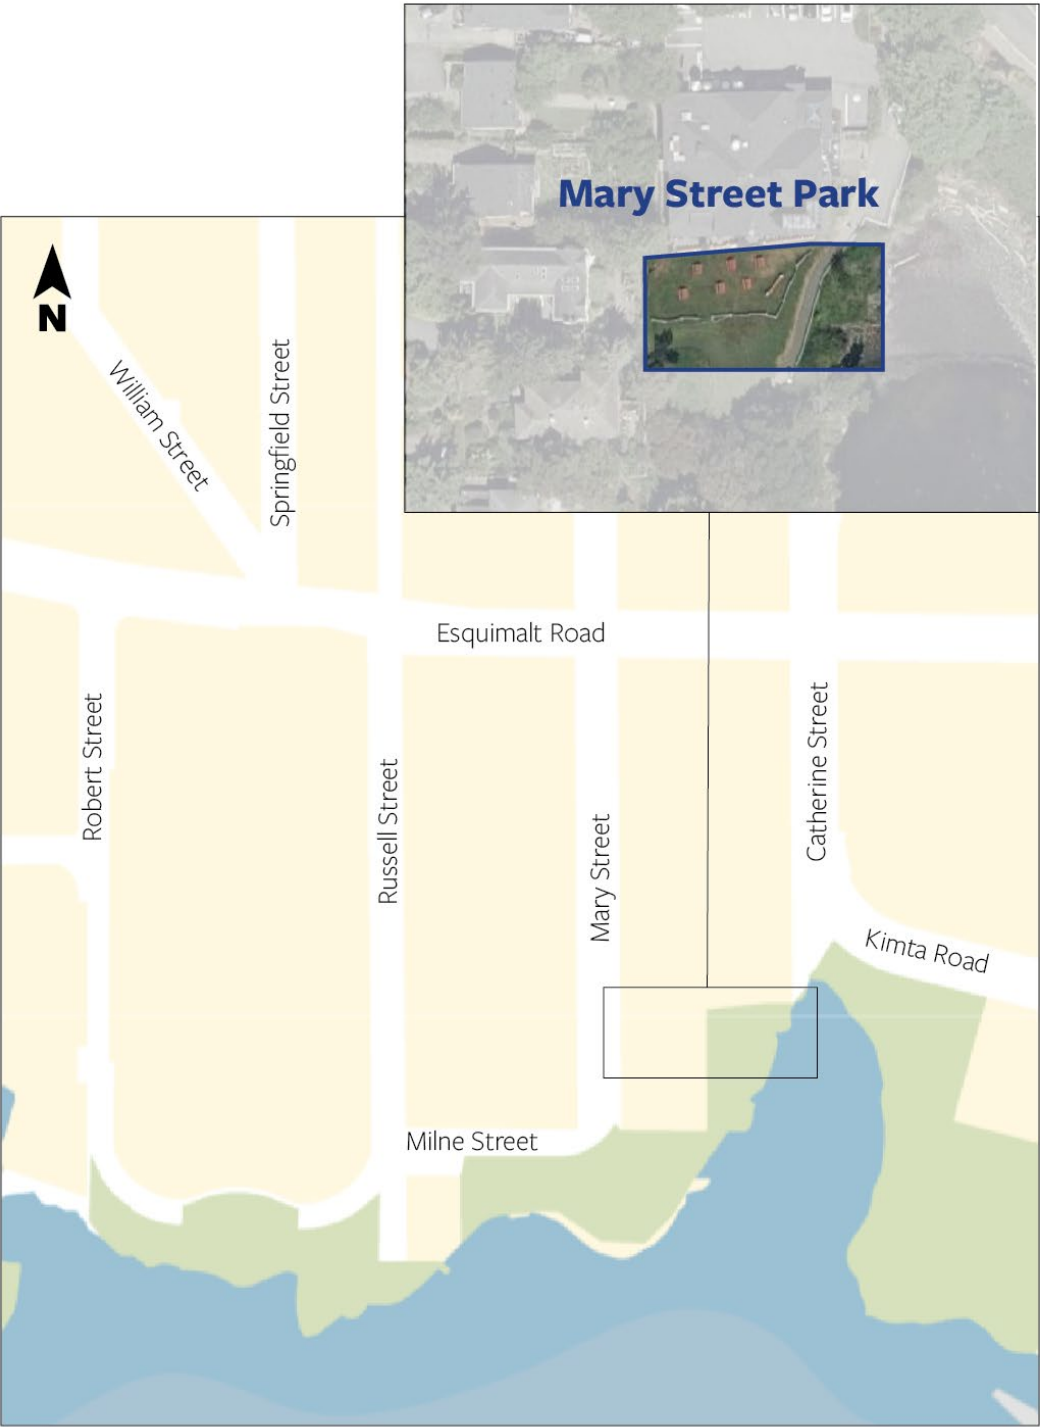 Mary Street Park
N
William Street
Springfield Street
Esquimalt Road
Robert Street
Russell Street
Mary Street
Catherine Street
Kimta Road
Milne Street